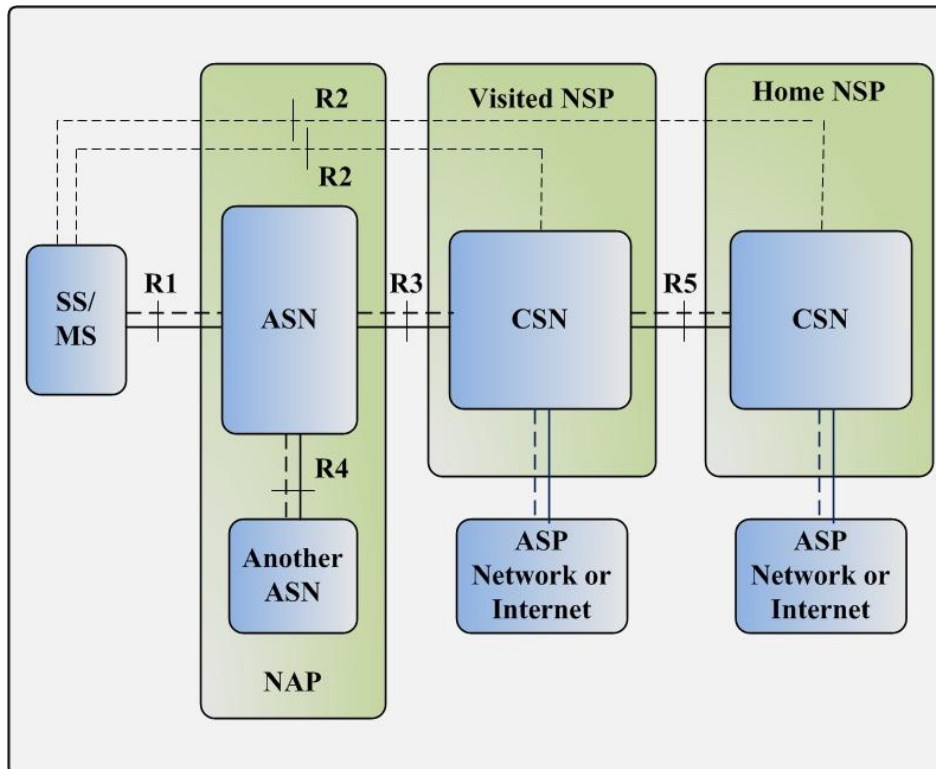 R2
Visited NSP
Home NSP
R2
R1
R3
R5
SS/
MS
ASN
CSN
CSN
R4
Another
ASN
ASP
Network or
Internet
ASP
Network or
Internet
NAP